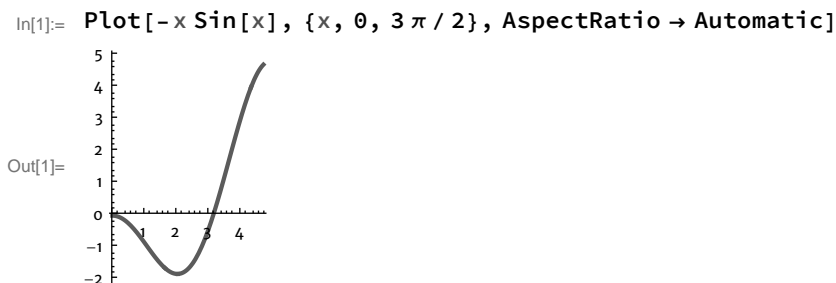 In[1]:= Plot[-x Sin[x], {x, 0, 3 π / 2}, AspectRatio → Automatic]
5
4
3
2
Out[1]=
1
0
1 2 3 4
-1
-2